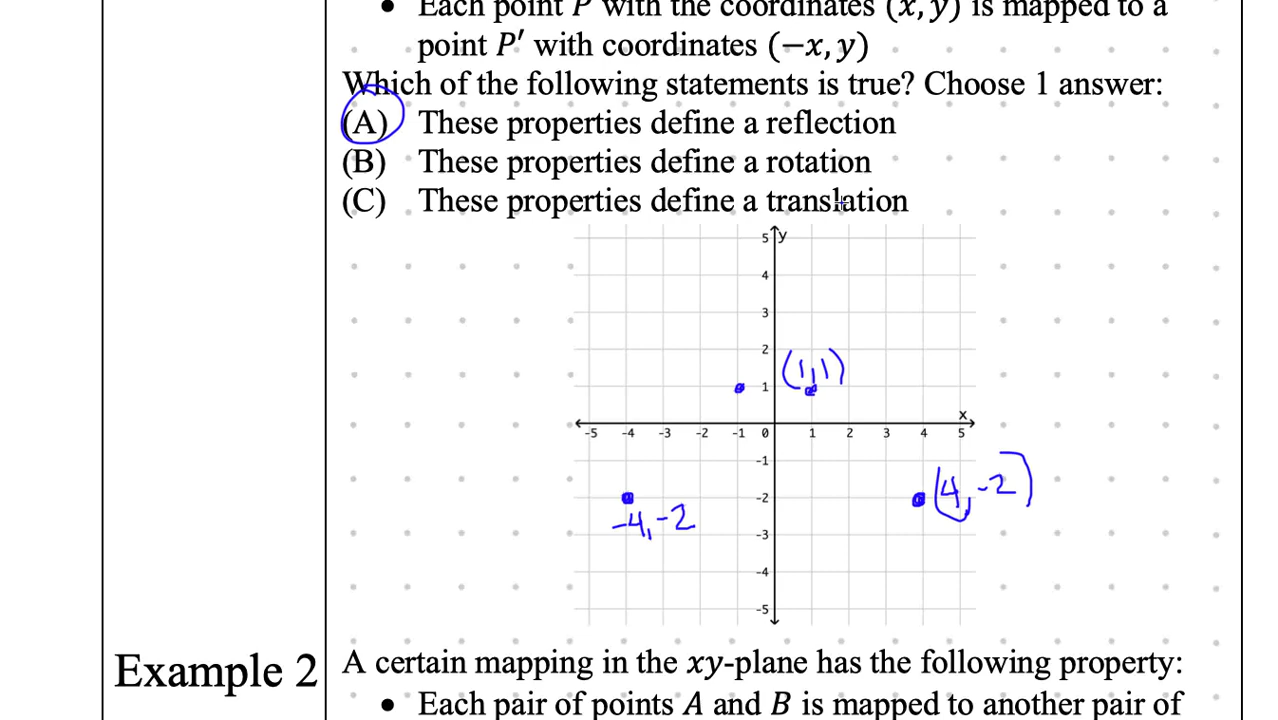 • Each point P with the coordinates (x, y) is mapped to a
point P′ with coordinates (−x, y)
Which of the following statements is true? Choose 1 answer:
(A) These properties define a reflection
(B) These properties define a rotation
(C) These properties define a translation
5 y
4
3
2 (1,1)
1
x
-5 -4 -3 -2 -1 0 1 2 3 4 5
-1
-2 (4,-2)
-4,-2
-3
-4
-5
Example 2 A certain mapping in the xy-plane has the following property:
• Each pair of points A and B is mapped to another pair of